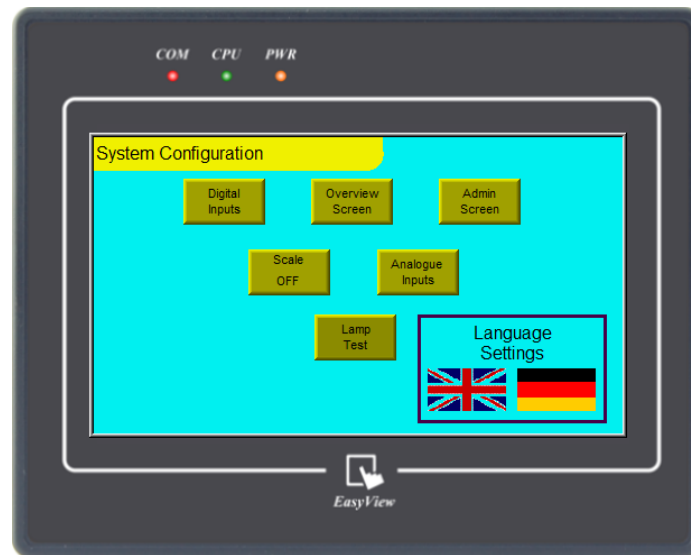 COM CPU PWR
System Configuration
Digital
Inputs
Overview
Screen
Admin
Screen
Scale
OFF
Analogue
Inputs
Lamp
Test
Language
Settings
EasyView